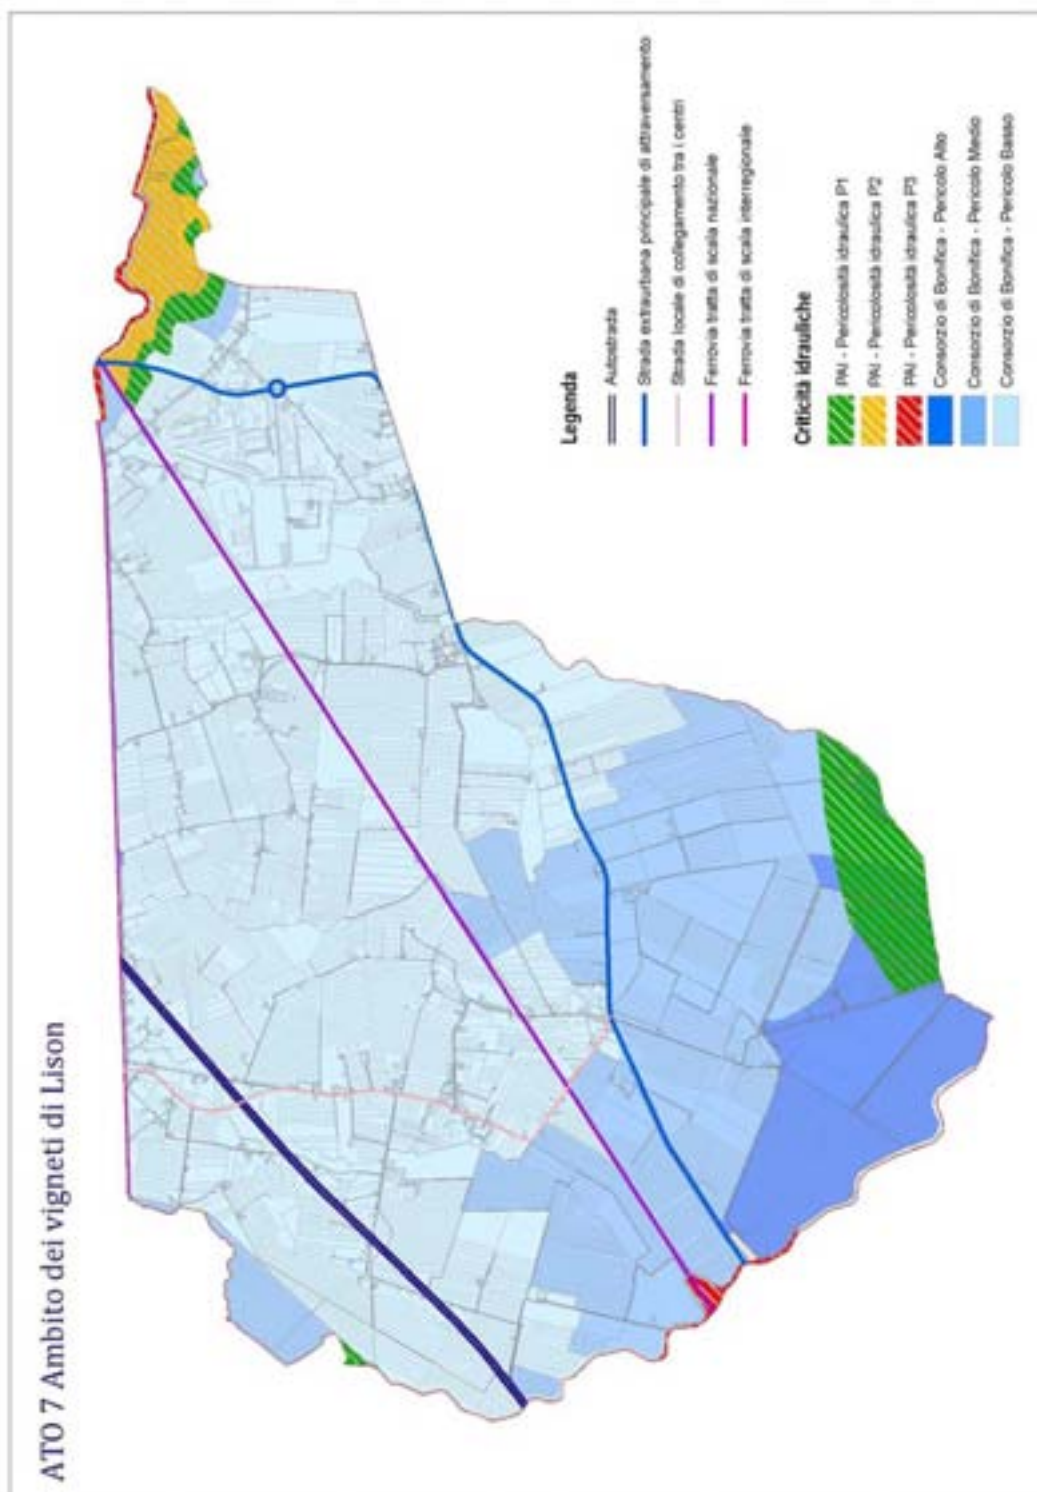 ATO 7 Ambito dei vigneti di Lison
Legenda
Autostrada
Strada extraurbana principale di attraversamento
Strada locale di collegamento tra i centri
Ferrovia tratta di scala nazionale
Ferrovia tratta di scala interregionale
Criticità idrauliche
PAI - Pericolosità idraulica P1
PAI - Pericolosità idraulica P2
PAI - Pericolosità idraulica P3
Consorzio di Bonifica - Pericolo Alto
Consorzio di Bonifica - Pericolo Medio
Consorzio di Bonifica - Pericolo Basso